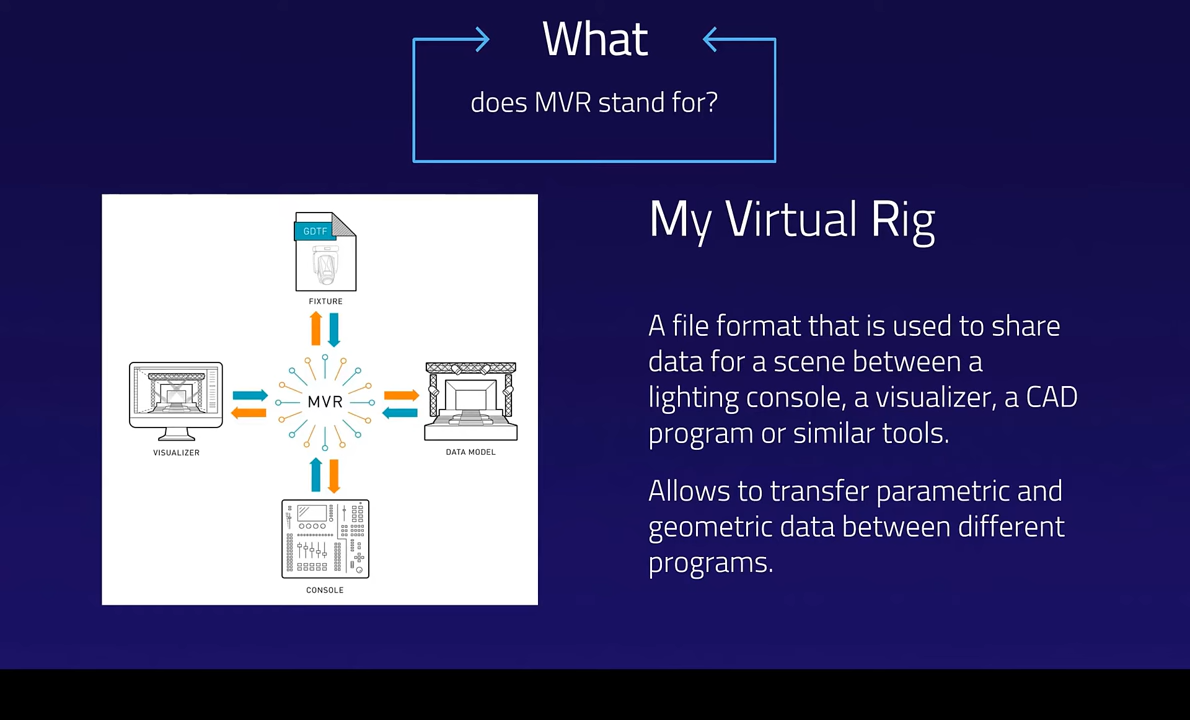 What
does MVR stand for?
GDTF
FIXTURE
VISUALIZER
MVR
DATA MODEL
CONSOLE
My Virtual Rig
A file format that is used to share
data for a scene between a
lighting console, a visualizer, a CAD
program or similar tools.
Allows to transfer parametric and
geometric data between different
programs.